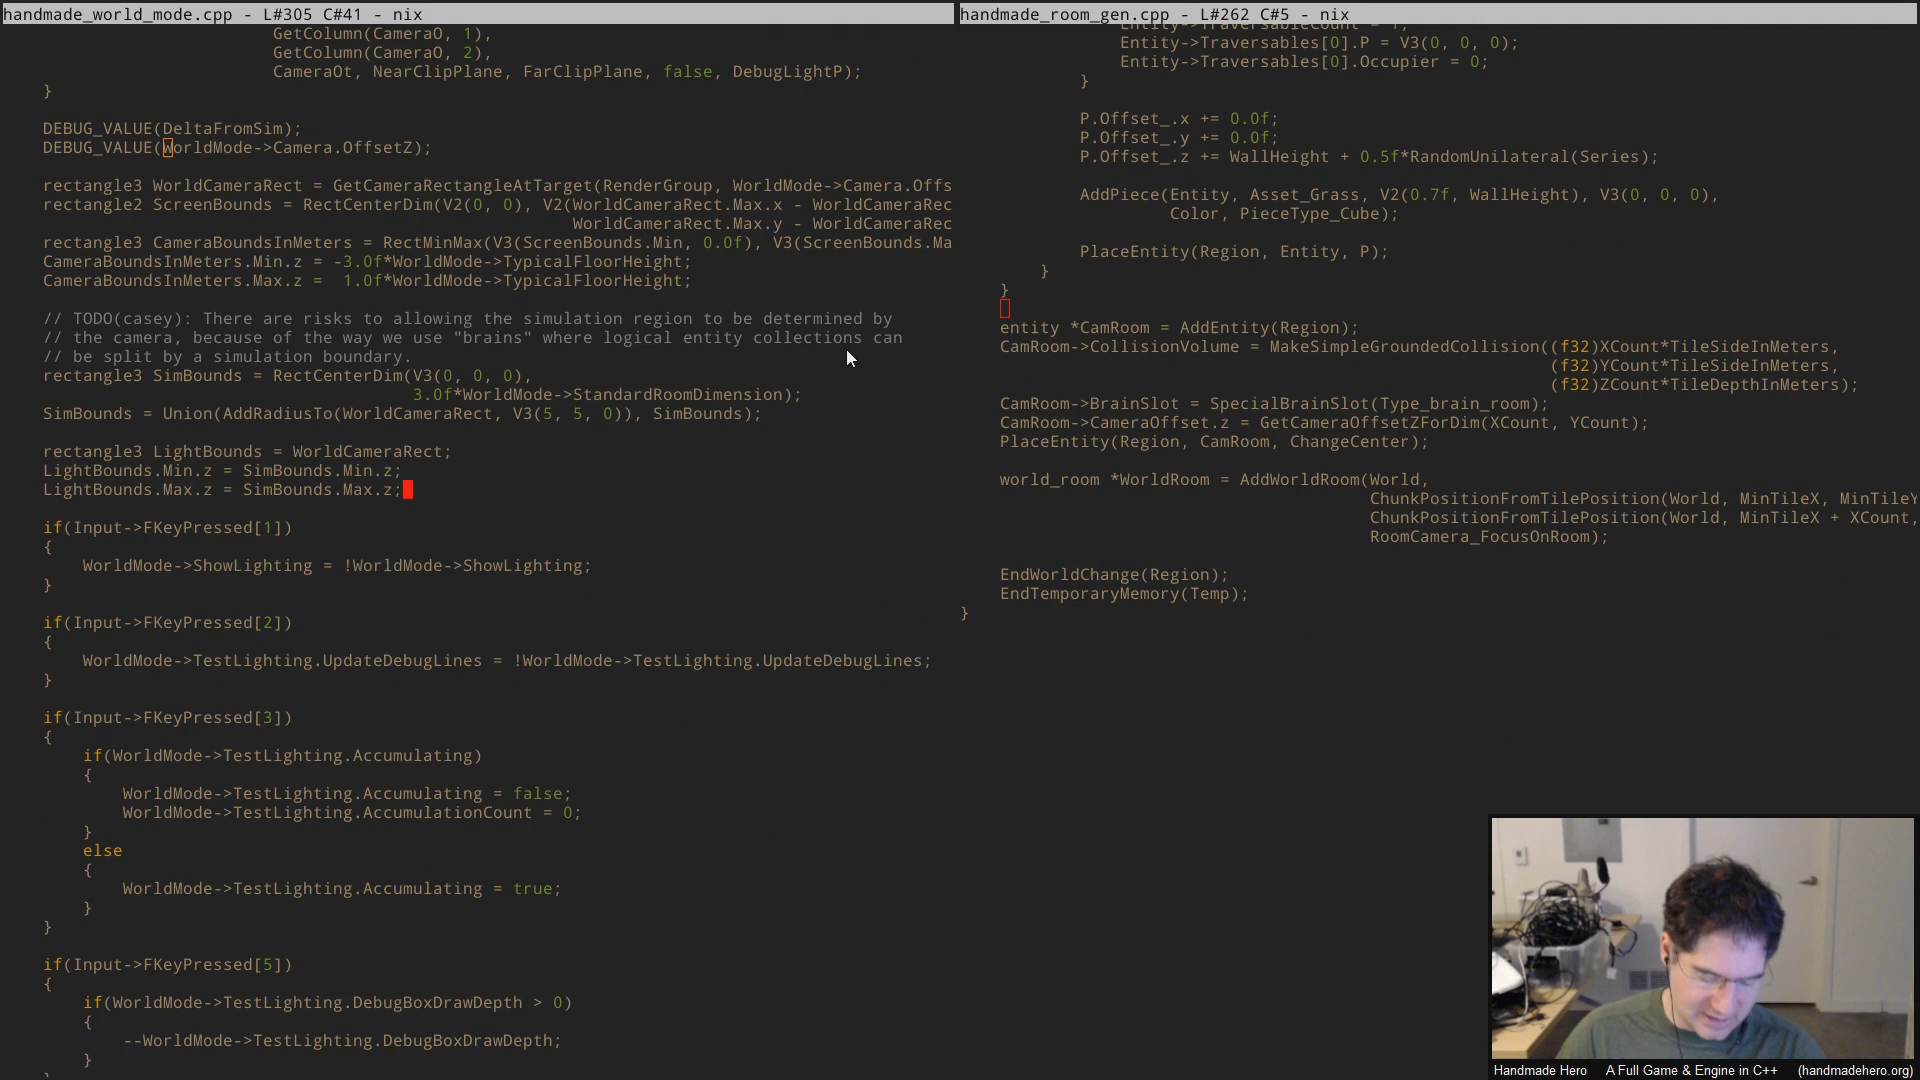 handmade_world_mode.cpp - L#305 C#41 - nix
GetColumn(CameraO, 1),
GetColumn(CameraO, 2),
CameraOt, NearClipPlane, FarClipPlane, false, DebugLightP);
}
DEBUG_VALUE(DeltaFromSim);
DEBUG_VALUE(WorldMode->Camera.OffsetZ);
rectangle3 WorldCameraRect = GetCameraRectangleAtTarget(RenderGroup, WorldMode->Camera.Offs
rectangle2 ScreenBounds = RectCenterDim(V2(0, 0), V2(WorldCameraRect.Max.x - WorldCameraRec
WorldCameraRect.Max.y - WorldCameraRec
rectangle3 CameraBoundsInMeters = RectMinMax(V3(ScreenBounds.Min, 0.0f), V3(ScreenBounds.Ma
CameraBoundsInMeters.Min.z = -3.0f*WorldMode->TypicalFloorHeight;
CameraBoundsInMeters.Max.z =  1.0f*WorldMode->TypicalFloorHeight;
// TODO(casey): There are risks to allowing the simulation region to be determined by
// the camera, because of the way we use "brains" where logical entity collections can
// be split by a simulation boundary.
rectangle3 SimBounds = RectCenterDim(V3(0, 0, 0),
3.0f*WorldMode->StandardRoomDimension);
SimBounds = Union(AddRadiusTo(WorldCameraRect, V3(5, 5, 0)), SimBounds);
rectangle3 LightBounds = WorldCameraRect;
LightBounds.Min.z = SimBounds.Min.z;
LightBounds.Max.z = SimBounds.Max.z;
if(Input->FKeyPressed[1])
{
WorldMode->ShowLighting = !WorldMode->ShowLighting;
}
if(Input->FKeyPressed[2])
{
WorldMode->TestLighting.UpdateDebugLines = !WorldMode->TestLighting.UpdateDebugLines;
}
if(Input->FKeyPressed[3])
{
if(WorldMode->TestLighting.Accumulating)
{
WorldMode->TestLighting.Accumulating = false;
WorldMode->TestLighting.AccumulationCount = 0;
}
else
{
WorldMode->TestLighting.Accumulating = true;
}
}
if(Input->FKeyPressed[5])
{
if(WorldMode->TestLighting.DebugBoxDrawDepth > 0)
{
--WorldMode->TestLighting.DebugBoxDrawDepth;
}
handmade_room_gen.cpp - L#262 C#5 - nix
Entity->Traversables[0].P = V3(0, 0, 0);
Entity->Traversables[0].Occupier = 0;
}
P.Offset_.x += 0.0f;
P.Offset_.y += 0.0f;
P.Offset_.z += WallHeight + 0.5f*RandomUnilateral(Series);
AddPiece(Entity, Asset_Grass, V2(0.7f, WallHeight), V3(0, 0, 0),
Color, PieceType_Cube);
PlaceEntity(Region, Entity, P);
}
}
entity *CamRoom = AddEntity(Region);
CamRoom->CollisionVolume = MakeSimpleGroundedCollision((f32)XCount*TileSideInMeters,
(f32)YCount*TileSideInMeters,
(f32)ZCount*TileDepthInMeters);
CamRoom->BrainSlot = SpecialBrainSlot(Type_brain_room);
CamRoom->CameraOffset.z = GetCameraOffsetZForDim(XCount, YCount);
PlaceEntity(Region, CamRoom, ChangeCenter);
world_room *WorldRoom = AddWorldRoom(World,
ChunkPositionFromTilePosition(World, MinTileX, MinTileY
ChunkPositionFromTilePosition(World, MinTileX + XCount,
RoomCamera_FocusOnRoom);
EndWorldChange(Region);
EndTemporaryMemory(Temp);
}
Handmade Hero A Full Game & Engine in C++ (handmadehero.org)